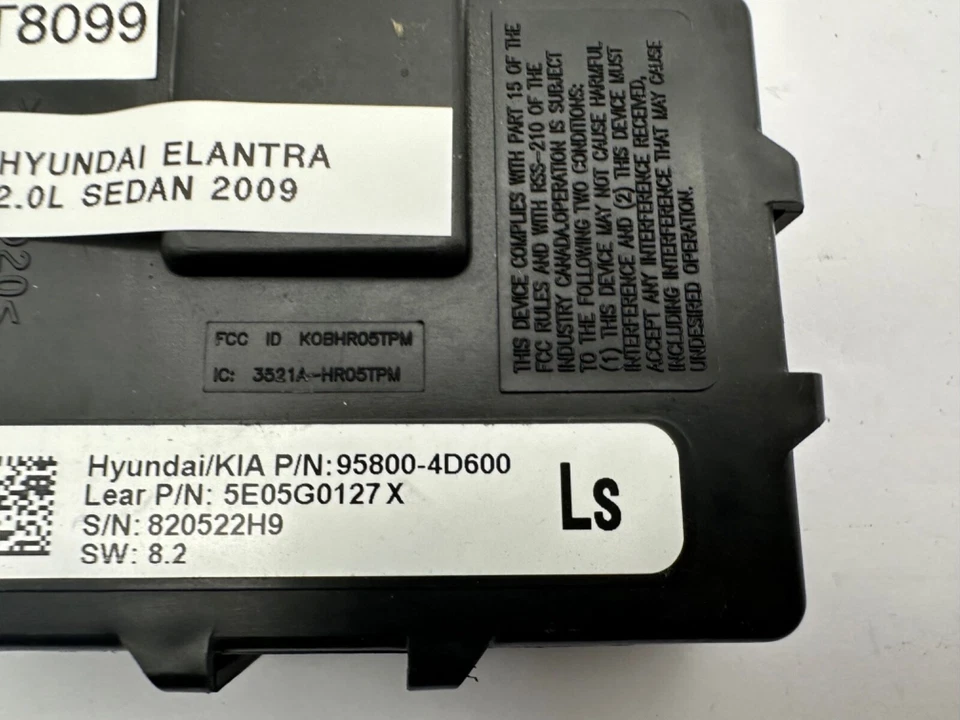 T8099
HYUNDAI ELANTRA
2.0L SEDAN 2009
THIS DEVICE COMPLIES WITH PART 15 OF THE
FCC RULES AND WITH RSS-210 OF THE
INDUSTRY CANADA.OPERATION IS SUBJECT
TO THE FOLLOWING TWO CONDITIONS:
(1) THIS DEVICE MAY NOT CAUSE HARMFUL
INTERFERENCE AND (2) THIS DEVICE MUST
ACCEPT ANY INTERFERENCE RECEIVED,
INCLUDING INTERFERENCE THAT MAY CAUSE
UNDESIRED OPERATION.
FCC ID KOBHR05TPM
IC: 3521A-HR05TPM
Hyundai/KIA P/N:95800-4D600
Lear P/N: 5E05G0127X
S/N: 820522H9
SW: 8.2
Ls